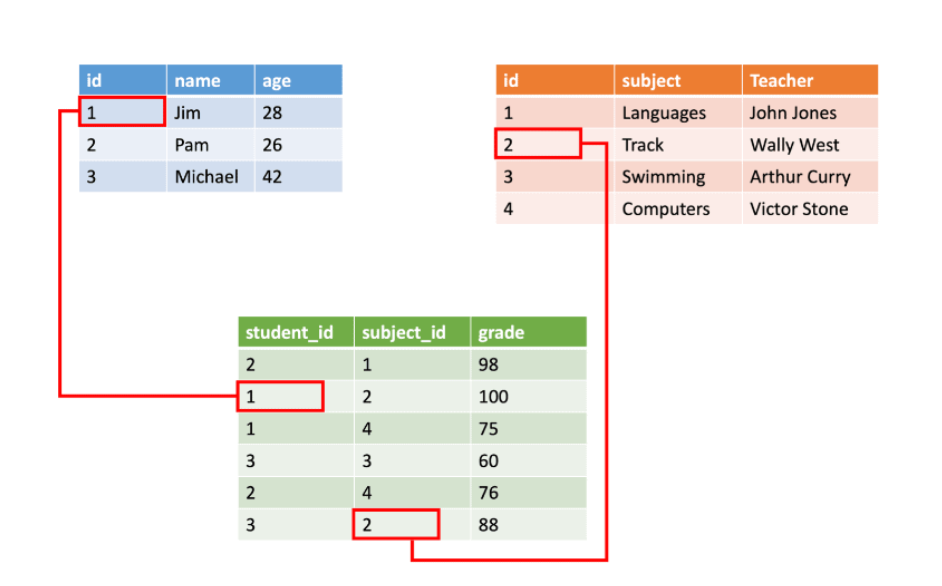 id name age
1 Jim 28
2 Pam 26
3 Michael 42
id subject Teacher
1 Languages John Jones
2 Track Wally West
3 Swimming Arthur Curry
4 Computers Victor Stone
student_id subject_id grade
2 1 98
1 2 100
1 4 75
3 3 60
2 4 76
3 2 88